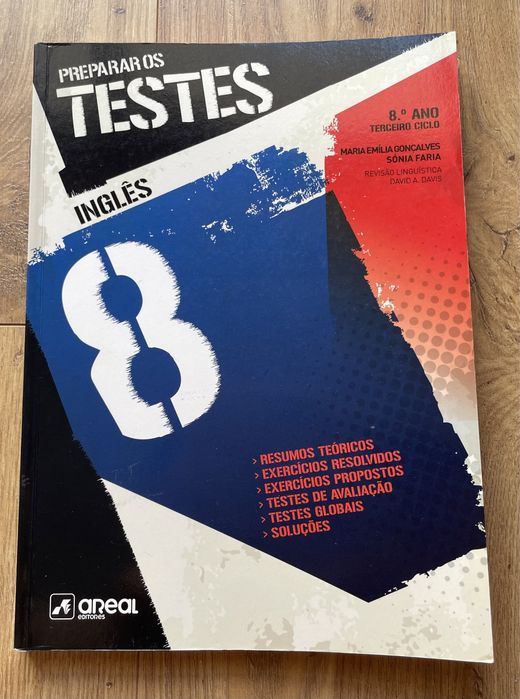 PREPARAR OS
TESTES
8.º ANO
TERCEIRO CICLO
MARIA EMÍLIA GONÇALVES
SÓNIA FARIA
REVISÃO LINGUÍSTICA
DAVID A. DAVIS
INGLÊS
8
> RESUMOS TEÓRICOS
> EXERCÍCIOS RESOLVIDOS
> EXERCÍCIOS PROPOSTOS
> TESTES DE AVALIAÇÃO
> TESTES GLOBAIS
> SOLUÇÕES
AREAL
EDITORES